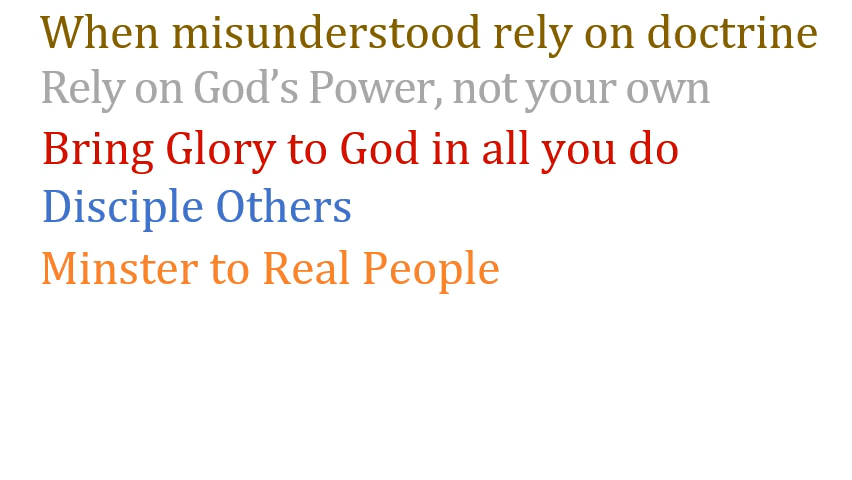 When misunderstood rely on doctrine
Rely on God’s Power, not your own
Bring Glory to God in all you do
Disciple Others
Minster to Real People